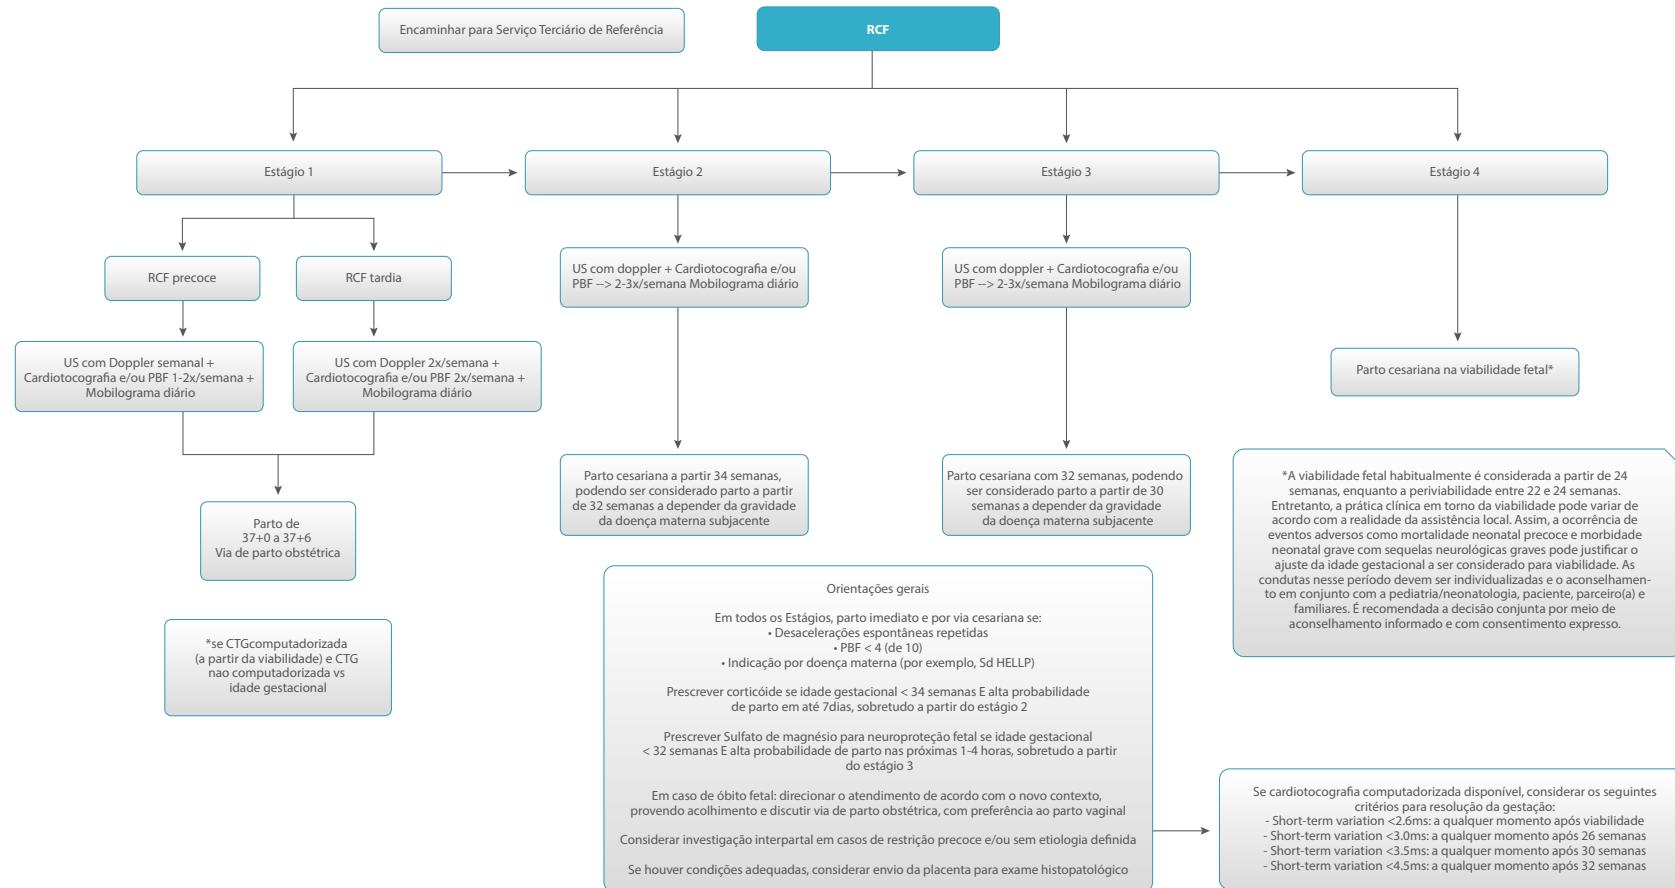 Encaminhar para Serviço Terciário de Referência
RCF
Estágio 1
Estágio 2
Estágio 3
Estágio 4
RCF precoce
RCF tardia
US com doppler + Cardiotocografia e/ou
PBF --> 2-3x/semana Mobilograma diário
US com doppler + Cardiotocografia e/ou
PBF --> 2-3x/semana Mobilograma diário
US com Doppler semanal +
Cardiotocografia e/ou PBF 1-2x/semana +
Mobilograma diário
US com Doppler 2x/semana +
Cardiotocografia e/ou PBF 2x/semana +
Mobilograma diário
Parto cesariana na viabilidade fetal*
Parto de
37+0 a 37+6
Via de parto obstétrica
Parto cesariana a partir 34 semanas,
podendo ser considerado parto a partir
de 32 semanas a depender da gravidade
da doença materna subjacente
Parto cesariana com 32 semanas, podendo
ser considerado parto a partir de 30
semanas a depender da gravidade
da doença materna subjacente
*A viabilidade fetal habitualmente é considerada a partir de 24
semanas, enquanto a periviabilidade entre 22 e 24 semanas.
Entretanto, a prática clínica em torno da viabilidade pode variar de
acordo com a realidade da assistência local. Assim, a ocorrência de
eventos adversos como mortalidade neonatal precoce e morbidade
neonatal grave com sequelas neurológicas graves pode justificar o
ajuste da idade gestacional a ser considerado para viabilidade. As
condutas nesse período devem ser individualizadas e o aconselhamen-
to em conjunto com a pediatria/neonatologia, paciente, parceiro(a) e
familiares. É recomendada a decisão conjunta por meio de
aconselhamento informado e com consentimento expresso.
*se CTGcomputadorizada
(a partir da viabilidade) e CTG
nao computadorizada vs
idade gestacional
Orientações gerais
Em todos os Estágios, parto imediato e por via cesariana se:
• Desacelerações espontâneas repetidas
• PBF < 4 (de 10)
• Indicação por doença materna (por exemplo, Sd HELLP)
Prescrever corticóide se idade gestacional < 34 semanas E alta probabilidade
de parto em até 7dias, sobretudo a partir do estágio 2
Prescrever Sulfato de magnésio para neuroproteção fetal se idade gestacional
< 32 semanas E alta probabilidade de parto nas próximas 1-4 horas, sobretudo a partir
do estágio 3
Em caso de óbito fetal: direcionar o atendimento de acordo com o novo contexto,
provendo acolhimento e discutir via de parto obstétrica, com preferência ao parto vaginal
Considerar investigação interpartal em casos de restrição precoce e/ou sem etiologia definida
Se houver condições adequadas, considerar envio da placenta para exame histopatológico
Se cardiotocografia computadorizada disponível, considerar os seguintes
critérios para resolução da gestação:
- Short-term variation <2.6ms: a qualquer momento após viabilidade
- Short-term variation <3.0ms: a qualquer momento após 26 semanas
- Short-term variation <3.5ms: a qualquer momento após 30 semanas
- Short-term variation <4.5ms: a qualquer momento após 32 semanas